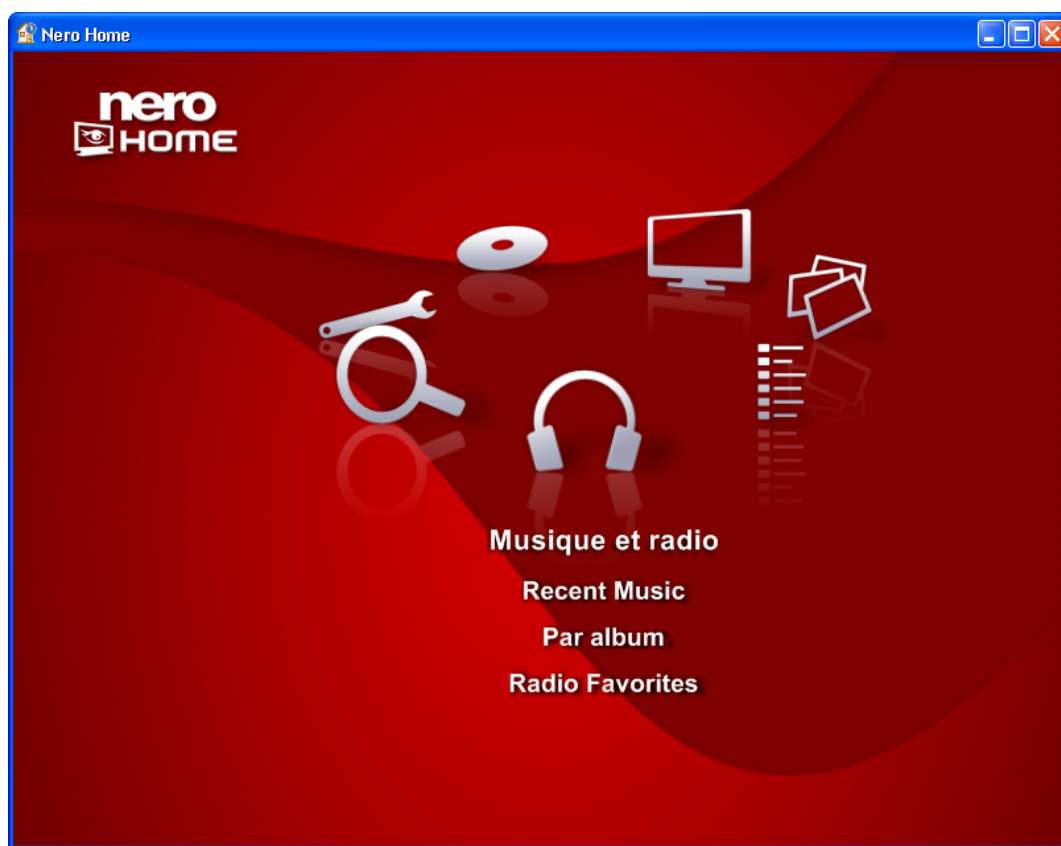 Nero Home
nero
HOME
Musique et radio
Recent Music
Par album
Radio Favorites